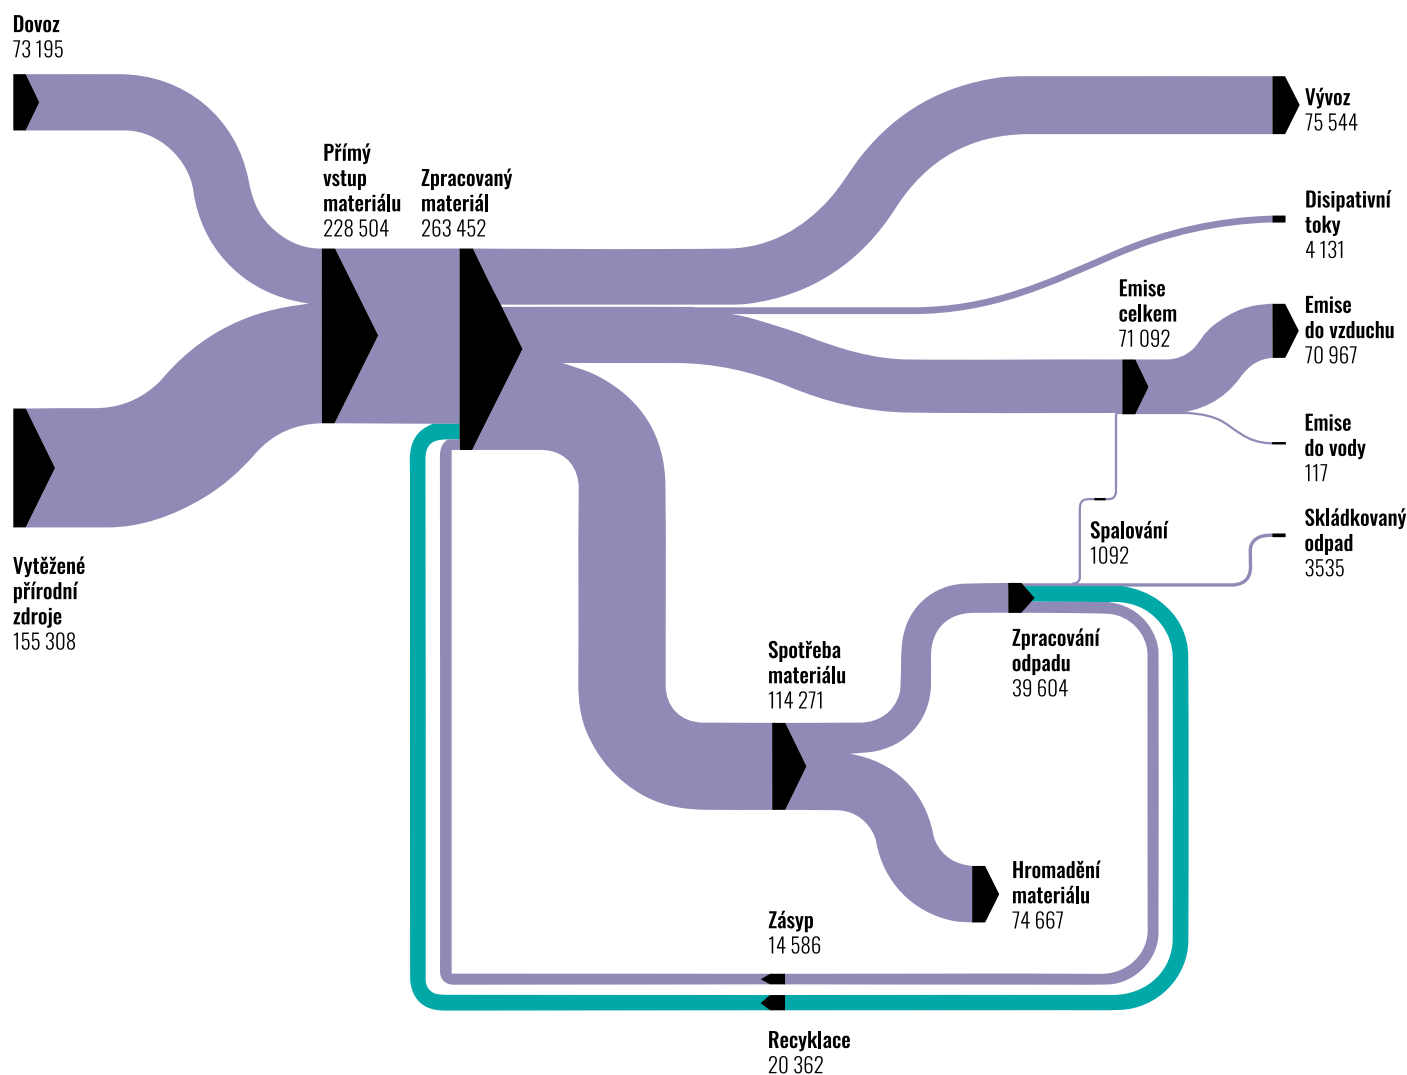 Dovoz
73 195
Přímý
vstup
materiálu
228 504
Zpracovaný
materiál
263 452
Vývoz
75 544
Disipativní
toky
4 131
Emise
celkem
71 092
Emise
do vzduchu
70 967
Emise
do vody
117
Skládkovaný
odpad
3535
Spalování
1092
Vytěžené
přírodní
zdroje
155 308
Zpracování
odpadu
39 604
Spotřeba
materiálu
114 271
Hromadění
materiálu
74 667
Zásyp
14 586
Recyklace
20 362